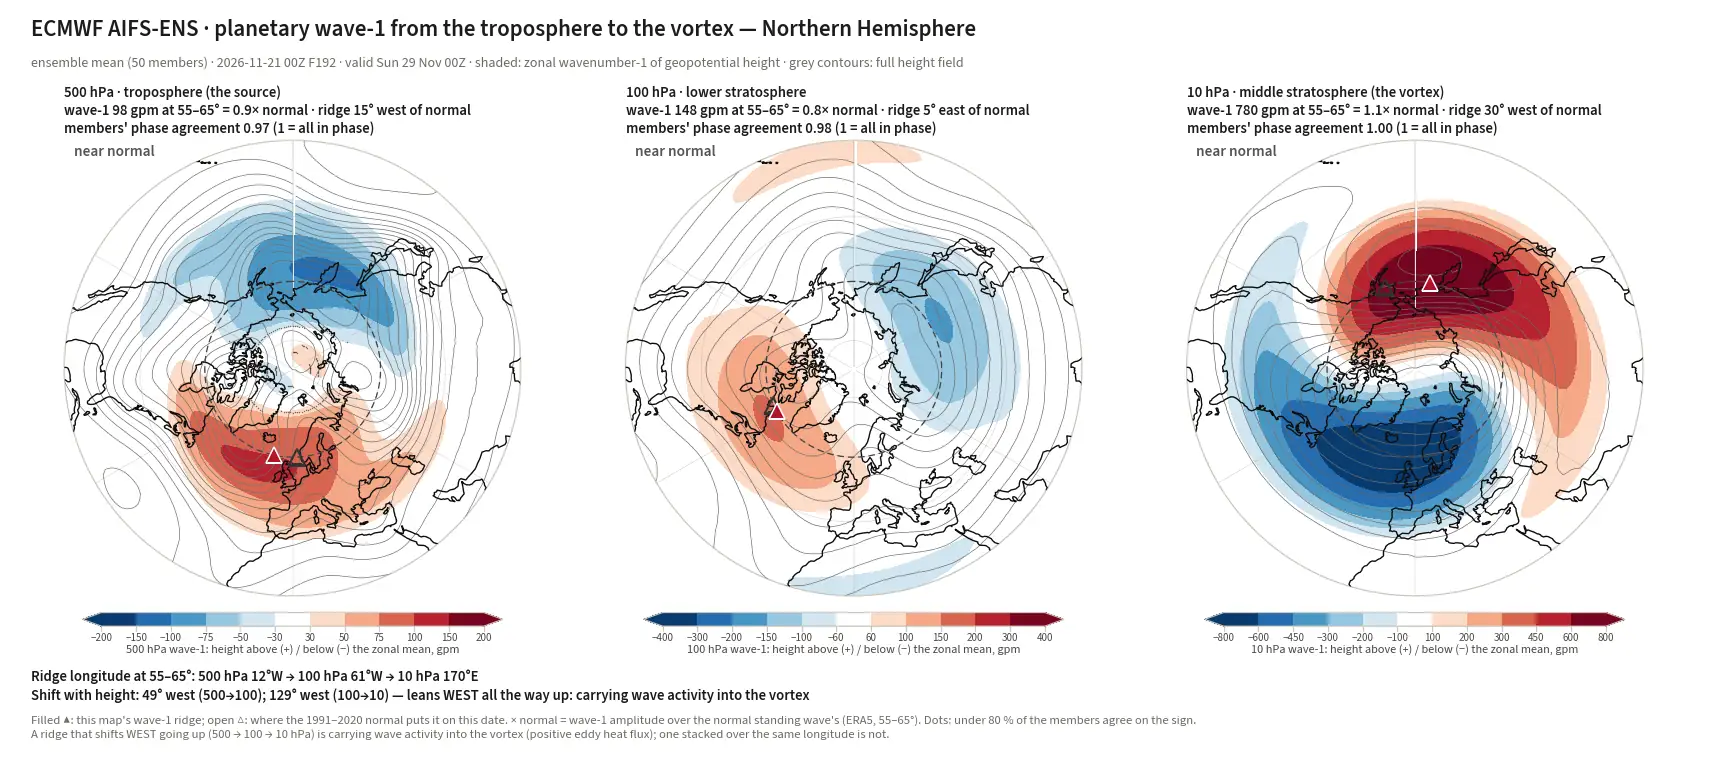 ECMWF AIFS-ENS · planetary wave-1 from the troposphere to the vortex — Northern Hemisphere
ensemble mean (50 members) · 2026-11-21 00Z F192 · valid Sun 29 Nov 00Z · shaded: zonal wavenumber-1 of geopotential height · grey contours: full height field
500 hPa · troposphere (the source)
wave-1 98 gpm at 55–65° = 0.9× normal · ridge 15° west of normal
members' phase agreement 0.97 (1 = all in phase)
near normal
100 hPa · lower stratosphere
wave-1 148 gpm at 55–65° = 0.8× normal · ridge 5° east of normal
members' phase agreement 0.98 (1 = all in phase)
near normal
10 hPa · middle stratosphere (the vortex)
wave-1 780 gpm at 55–65° = 1.1× normal · ridge 30° west of normal
members' phase agreement 1.00 (1 = all in phase)
near normal
−200 −150 −100 −75 −50 −30 30 50 75 100 150 200
500 hPa wave-1: height above (+) / below (−) the zonal mean, gpm
−400 −300 −200 −150 −100 −60 60 100 150 200 300 400
100 hPa wave-1: height above (+) / below (−) the zonal mean, gpm
−800 −600 −450 −300 −200 −100 100 200 300 450 600 800
10 hPa wave-1: height above (+) / below (−) the zonal mean, gpm
Ridge longitude at 55–65°: 500 hPa 12°W → 100 hPa 61°W → 10 hPa 170°E
Shift with height: 49° west (500→100); 129° west (100→10) — leans WEST all the way up: carrying wave activity into the vortex
Filled ▲: this map's wave-1 ridge; open △: where the 1991–2020 normal puts it on this date. × normal = wave-1 amplitude over the normal standing wave's (ERA5, 55–65°). Dots: under 80 % of the members agree on the sign.
A ridge that shifts WEST going up (500 → 100 → 10 hPa) is carrying wave activity into the vortex (positive eddy heat flux); one stacked over the same longitude is not.